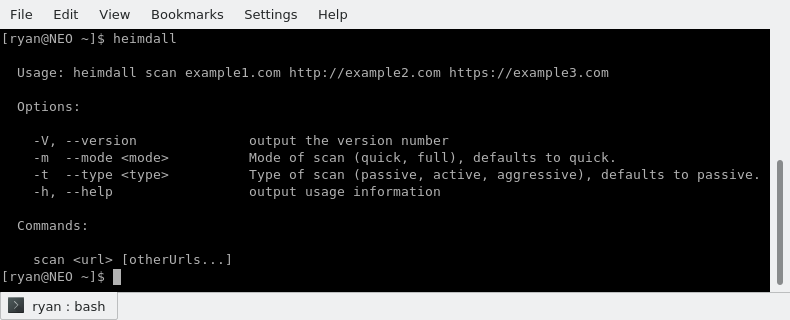 File Edit View Bookmarks Settings Help
[ryan@NEO ~]$ heimdall
Usage: heimdall scan example1.com http://example2.com https://example3.com
Options:
-V, --version output the version number
-m --mode <mode> Mode of scan (quick, full), defaults to quick.
-t --type <type> Type of scan (passive, active, aggressive), defaults to passive.
-h, --help output usage information
Commands:
scan <url> [otherUrls...]
[ryan@NEO ~]$
ryan : bash